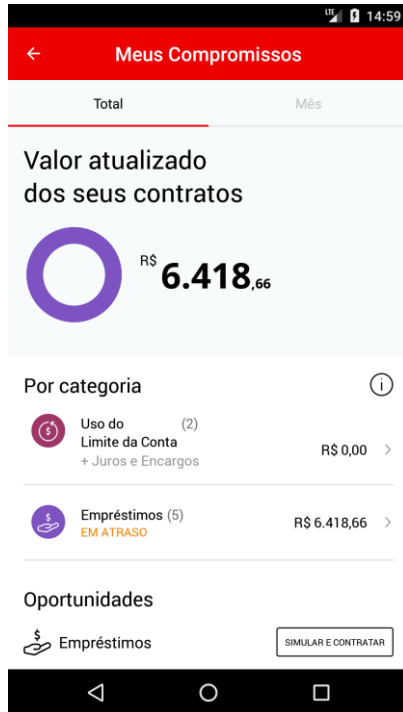 LTE 14:59
Meus Compromissos
Total Mês
Valor atualizado
dos seus contratos
R$ 6.418,66
Por categoria i
Uso do (2)
Limite da Conta
+ Juros e Encargos R$ 0,00
Empréstimos (5)
EM ATRASO R$ 6.418,66
Oportunidades
Empréstimos SIMULAR E CONTRATAR